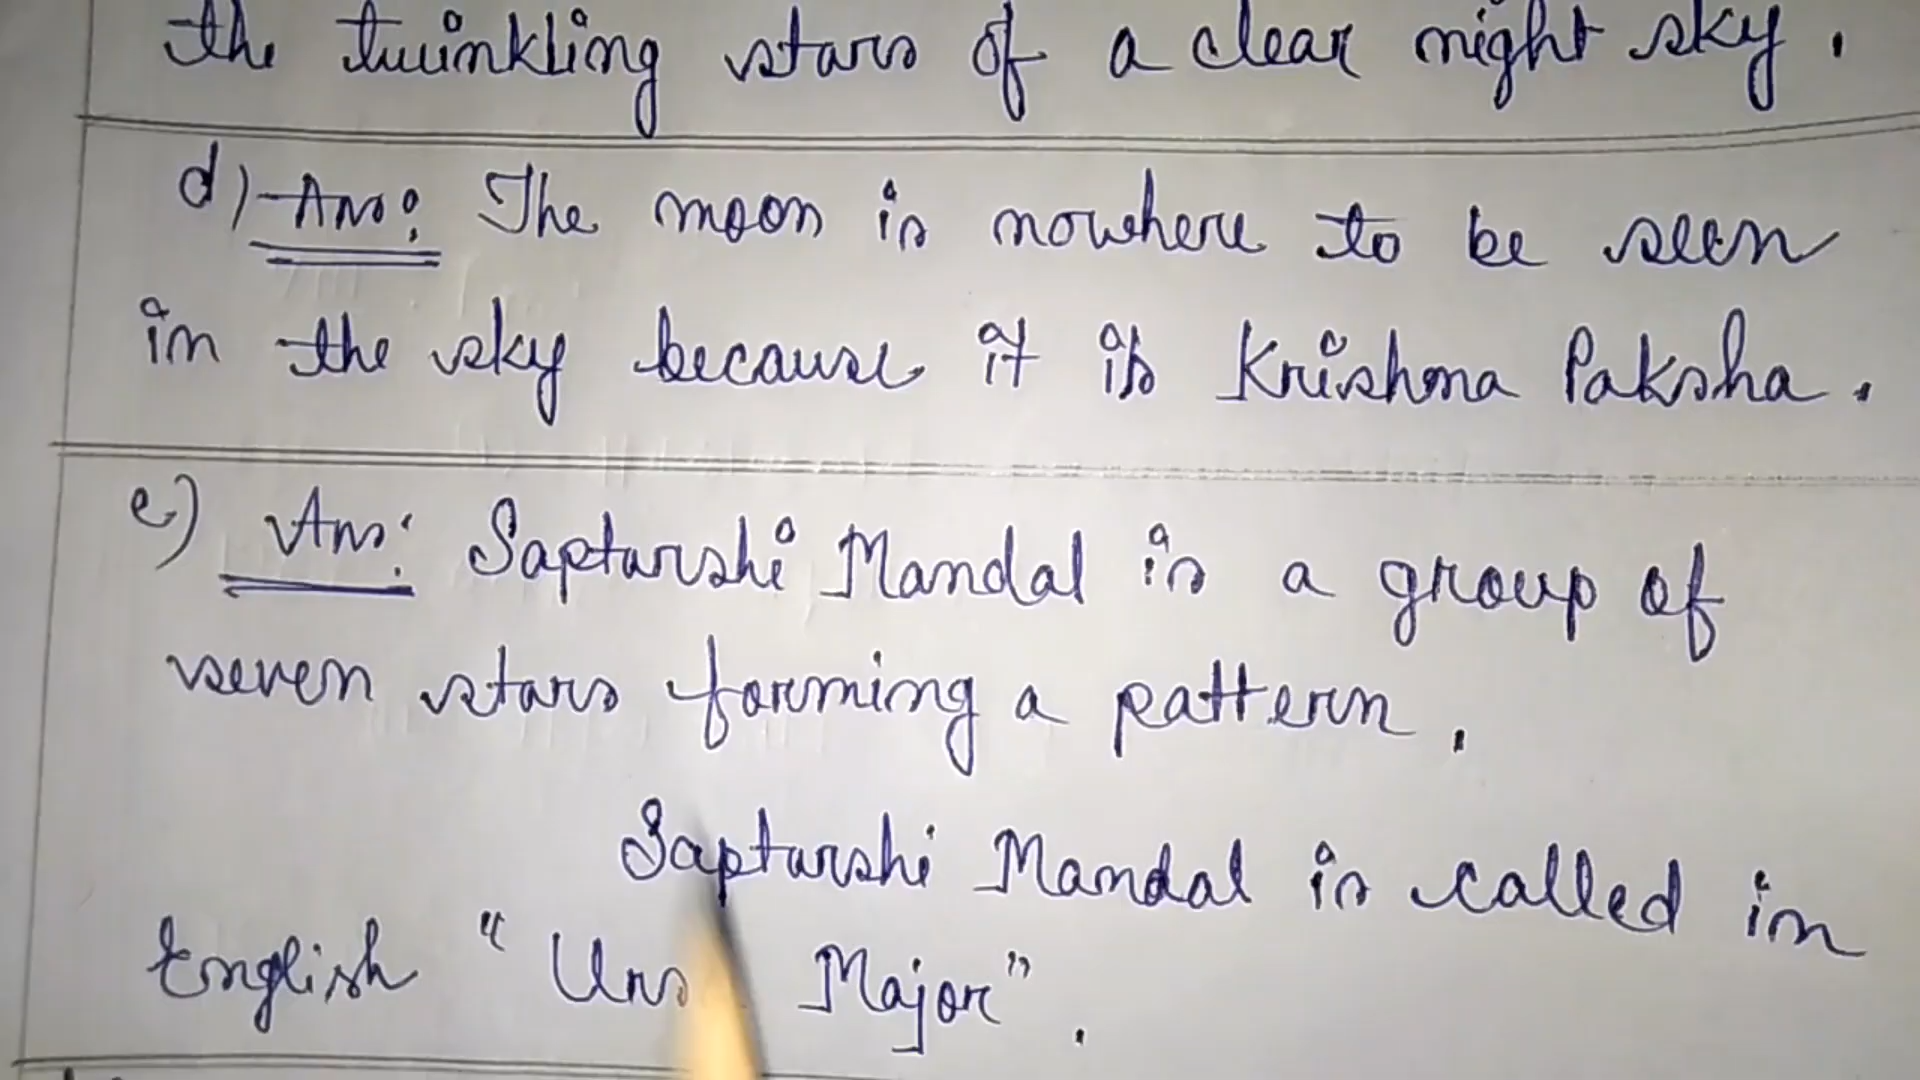 the twinkling stars of a clear night sky.
d) Ans: The moon is nowhere to be seen
in the sky because it is Krishna Paksha.
e) Ans: Saptarshi Mandal is a group of
seven stars forming a pattern.
Saptarshi Mandal is called in
English " Major".